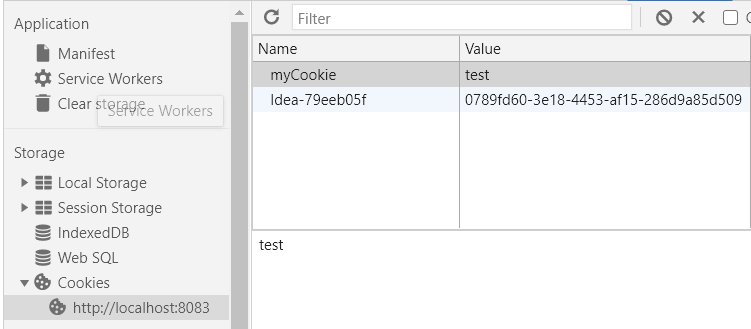 Application
Manifest
Service Workers
Clear storage
Service Workers
Storage
Local Storage
Session Storage
IndexedDB
Web SQL
Cookies
http://localhost:8083
Filter
Name Value
myCookie test
Idea-79eeb05f 0789fd60-3e18-4453-af15-286d9a85d509
test